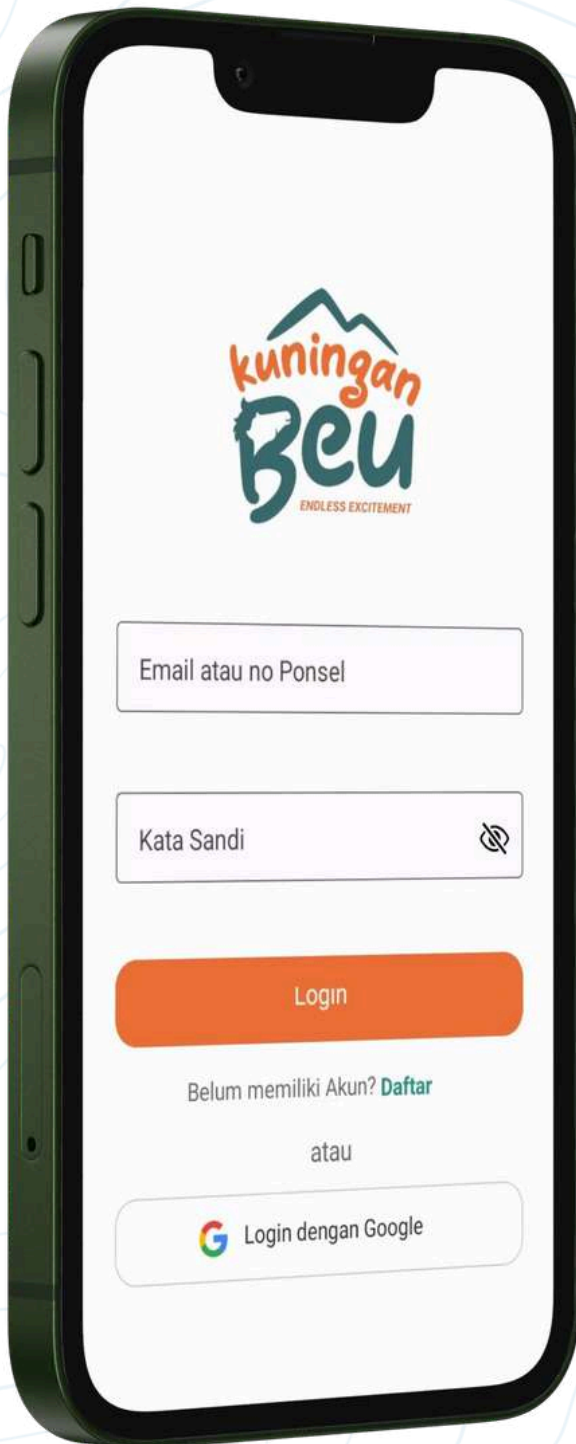 kuningan
Beu
ENDLESS EXCITEMENT
Email atau no Ponsel
Kata Sandi
Login
Belum memiliki Akun? Daftar
atau
Login dengan Google